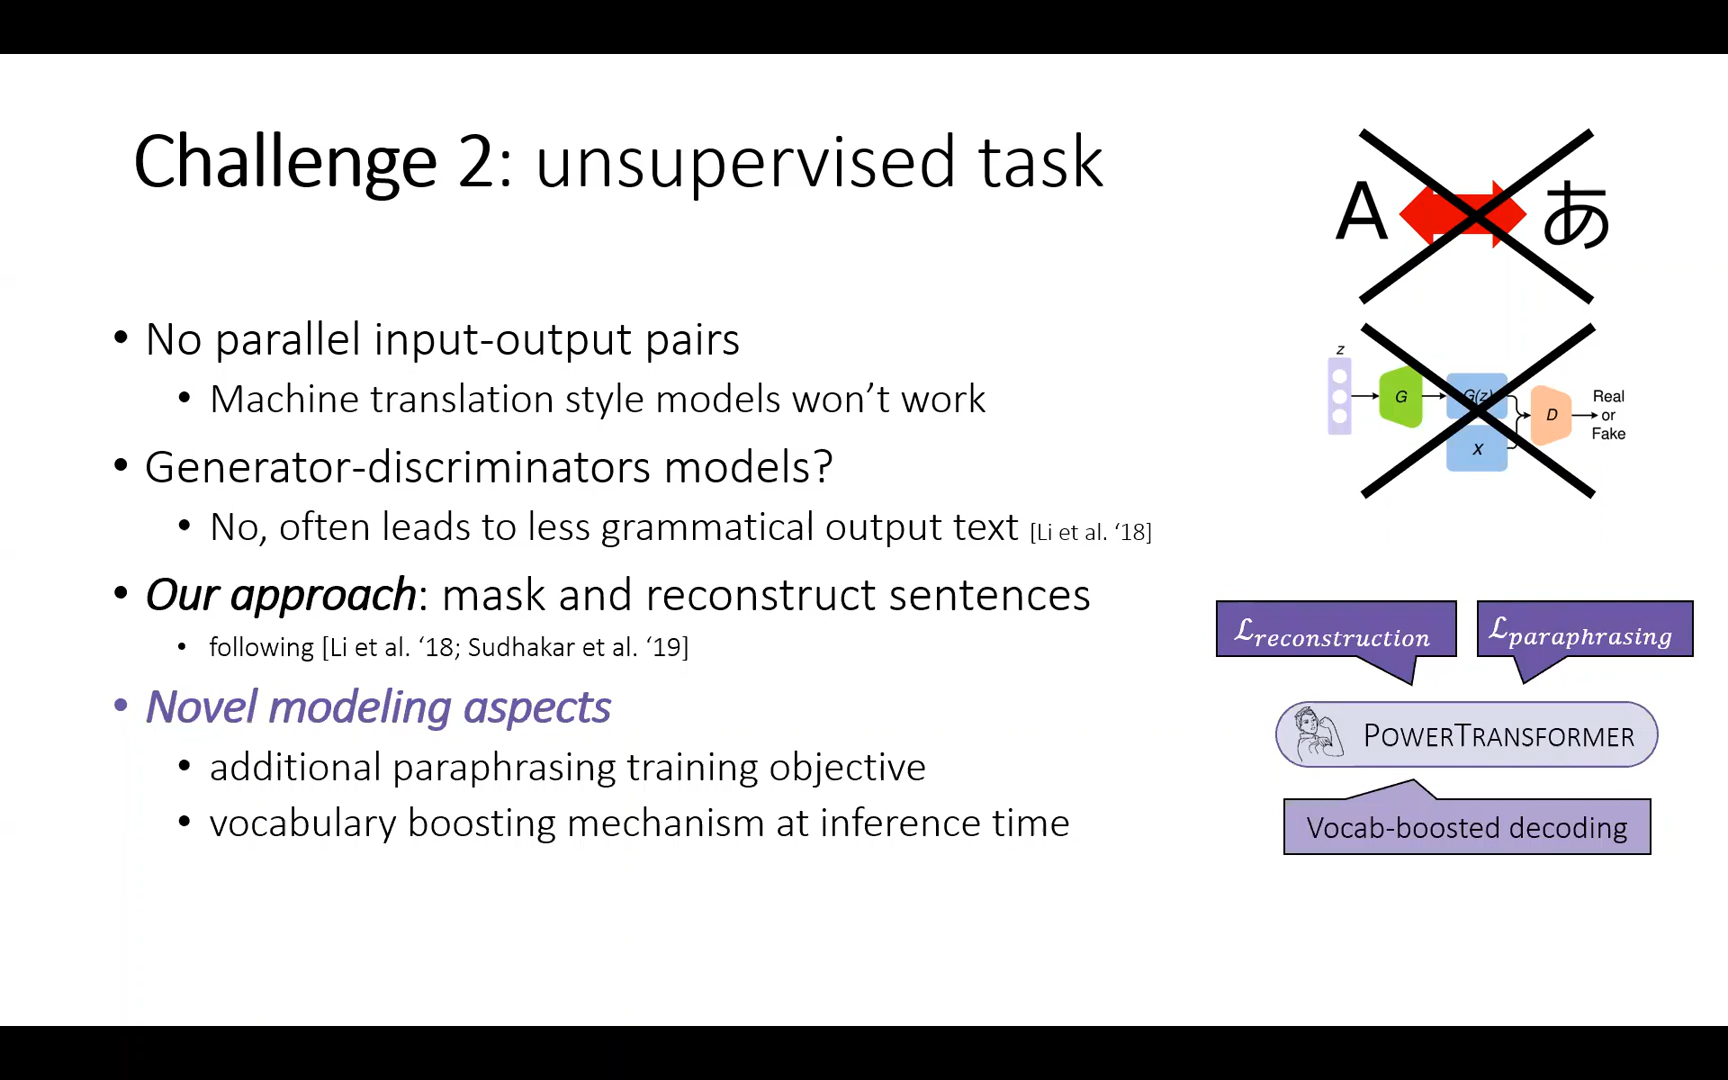 Challenge 2: unsupervised task
A あ
• No parallel input-output pairs
• Machine translation style models won’t work
• Generator-discriminators models?
• No, often leads to less grammatical output text [Li et al. ‘18]
• Our approach: mask and reconstruct sentences
• following [Li et al. ‘18; Sudhakar et al. ‘19]
• Novel modeling aspects
• additional paraphrasing training objective
• vocabulary boosting mechanism at inference time
z
G
G(z)
X
D
Real
or
Fake
ℒreconstruction
ℒparaphrasing
POWERTRANSFORMER
Vocab-boosted decoding